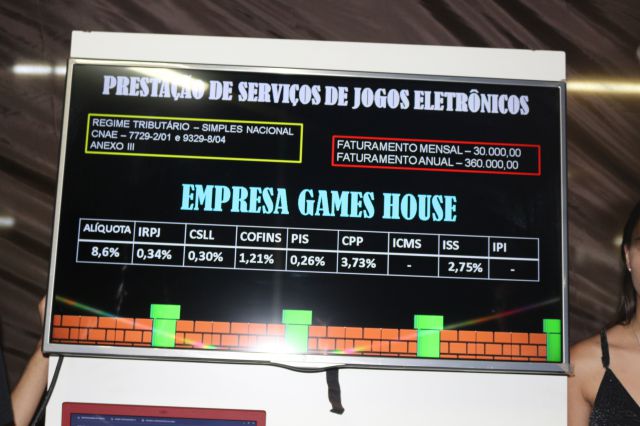 PRESTAÇÃO DE SERVIÇOS DE JOGOS ELETRÔNICOS
REGIME TRIBUTÁRIO – SIMPLES NACIONAL
CNAE – 7729-2/01 e 9329-8/04
ANEXO III
FATURAMENTO MENSAL – 30.000,00
FATURAMENTO ANUAL – 360.000,00
EMPRESA GAMES HOUSE
ALÍQUOTA IRPJ CSLL COFINS PIS CPP ICMS ISS IPI
8,6% 0,34% 0,30% 1,21% 0,26% 3,73% - 2,75% -